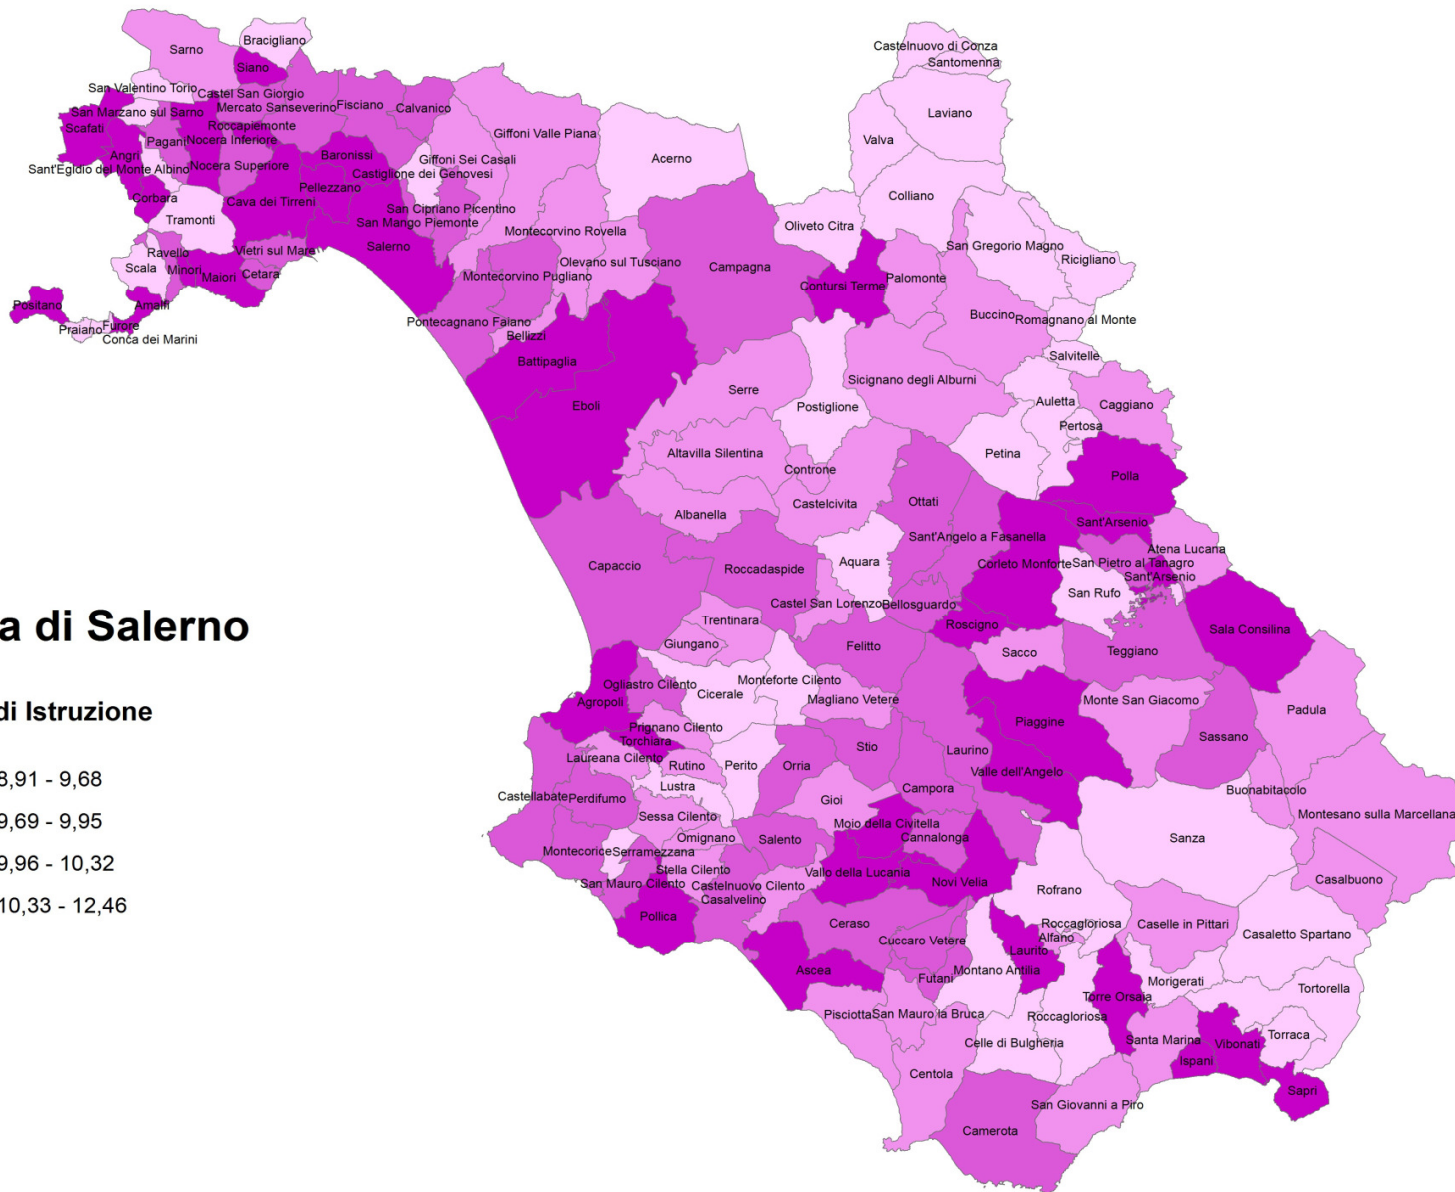 Castelnuovo di Conza
Santomenna
Bracigliano
Sarno
Siano
San Valentino Torio
Castel San Giorgio
Mercato Sanseverino
Fisciano
Calvanico
Laviano
San Marzano sul Sarno
Scafati
Roccapiemonte
Pagani
Nocera Inferiore
Giffoni Valle Piana
Valva
Angri
Baronissi
Giffoni Sei Casali
Acerno
Sant'Egidio del Monte Albino
Nocera Superiore
Castiglione dei Genovesi
Pellezzano
Corbara
Cava dei Tirreni
San Cipriano Picentino
Colliano
Tramonti
San Mango Piemonte
Oliveto Citra
Montecorvino Rovella
Salerno
San Gregorio Magno
Ravello
Vietri sul Mare
Ricigliano
Scala
Minori
Maiori
Cetara
Olevano sul Tusciano
Montecorvino Pugliano
Campagna
Contursi Terme
Palomonte
Positano
Amalfi
Praiano
Furore
Conca dei Marini
Pontecagnano Faiano
Bellizzi
Buccino
Romagnano al Monte
Battipaglia
Salvitelle
Serre
Sicignano degli Alburni
Eboli
Postiglione
Auletta
Caggiano
Pertosa
Altavilla Silentina
Petina
Controne
Polla
Ottati
Castelcivita
Albanella
Sant'Arsenio
Sant'Angelo a Fasanella
Atena Lucana
Capaccio
Roccadaspide
Aquara
Corleto Monforte
San Pietro al Tanagro
Sant'Arsenio
San Rufo
Castel San Lorenzo
Bellosguardo
Trentinara
Roscigno
Sala Consilina
a di Salerno
Giungano
Felitto
Sacco
Teggiano
Ogliastro Cilento
Monteforte Cilento
Cicerale
Agropoli
Magliano Vetere
Monte San Giacomo
Padula
di Istruzione
Prignano Cilento
Torchiara
Piaggine
Sassano
Laureana Cilento
Rutino
Perito
Orria
Stio
Laurino
Valle dell'Angelo
8,91 - 9,68
Lustra
Castellabate
Perdifumo
Gioi
Campora
Buonabitacolo
9,69 - 9,95
Sessa Cilento
Moio della Civitella
Montesano sulla Marcellana
Omignano
Salento
Cannalonga
Sanza
9,96 - 10,32
Montecorice
Serramezzana
Stella Cilento
Vallo della Lucania
San Mauro Cilento
Castelnuovo Cilento
Novi Velia
Casalbuono
10,33 - 12,46
Casalvelino
Rofrano
Pollica
Ceraso
Roccagloriosa
Caselle in Pittari
Cuccaro Vetere
Alfano
Casaletto Spartano
Laurito
Ascea
Futani
Montano Antilia
Morigerati
Tortorella
Torre Orsaia
Pisciotta
San Mauro la Bruca
Roccagloriosa
Celle di Bulgheria
Santa Marina
Vibonati
Torraca
Ispani
Centola
Sapri
San Giovanni a Piro
Camerota